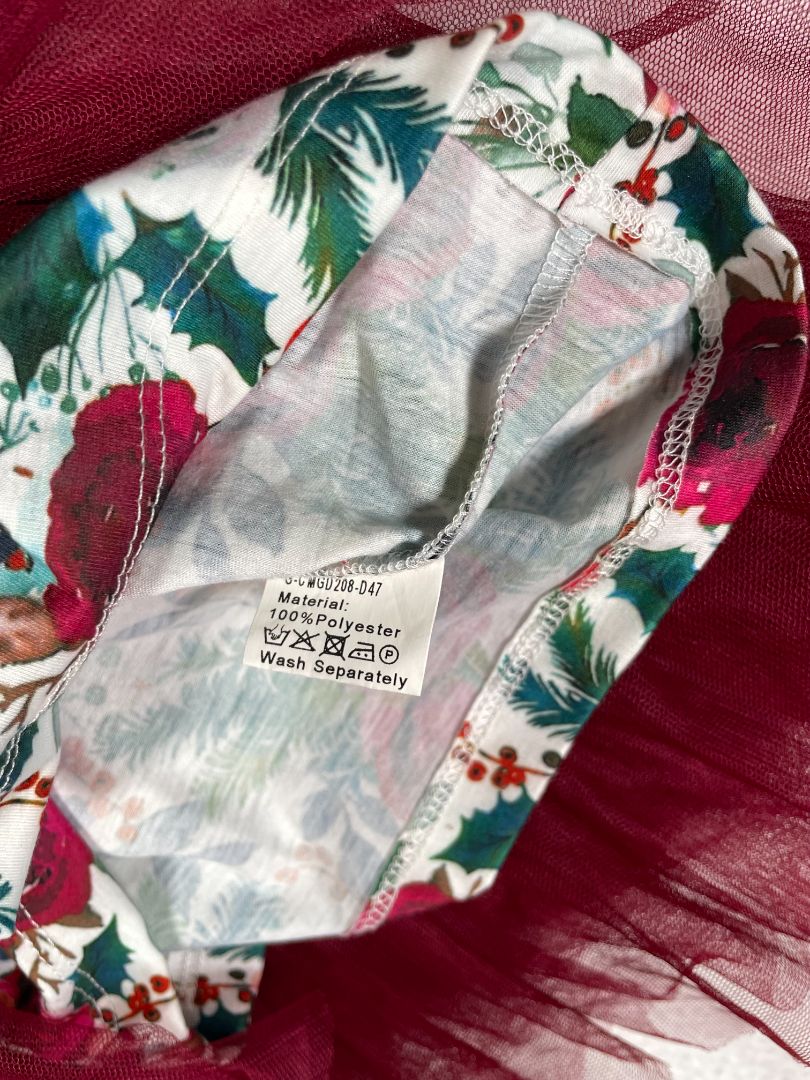 G-CMGD208-D47
Material:
100%Polyester
P
Wash Separately